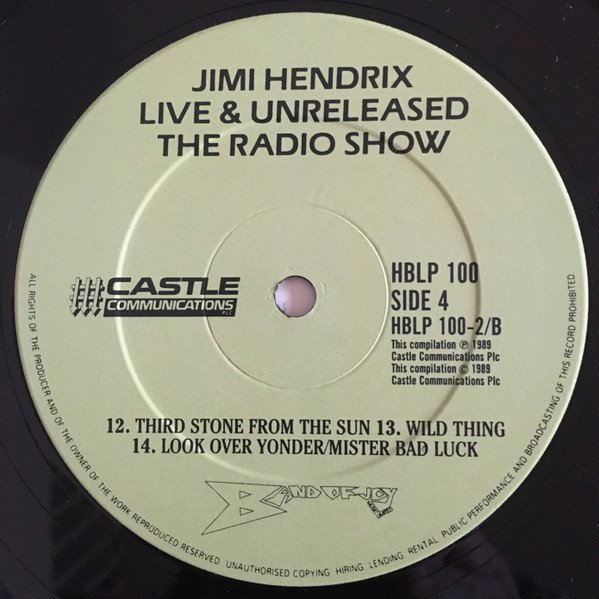 JIMI HENDRIX
LIVE & UNRELEASED
THE RADIO SHOW
CASTLE
COMMUNICATIONS
PLC
HBLP 100
SIDE 4
HBLP 100-2/B
This compilation ℗ 1989
Castle Communications Plc
This compilation © 1989
Castle Communications Plc
12. THIRD STONE FROM THE SUN 13. WILD THING
14. LOOK OVER YONDER/MISTER BAD LUCK
BAND OF JOY
ALL RIGHTS OF THE PRODUCER AND OF THE OWNER OF THE WORK REPRODUCED RESERVED. UNAUTHORISED COPYING, HIRING, LENDING, RENTAL, PUBLIC PERFORMANCE AND BROADCASTING OF THIS RECORD PROHIBITED